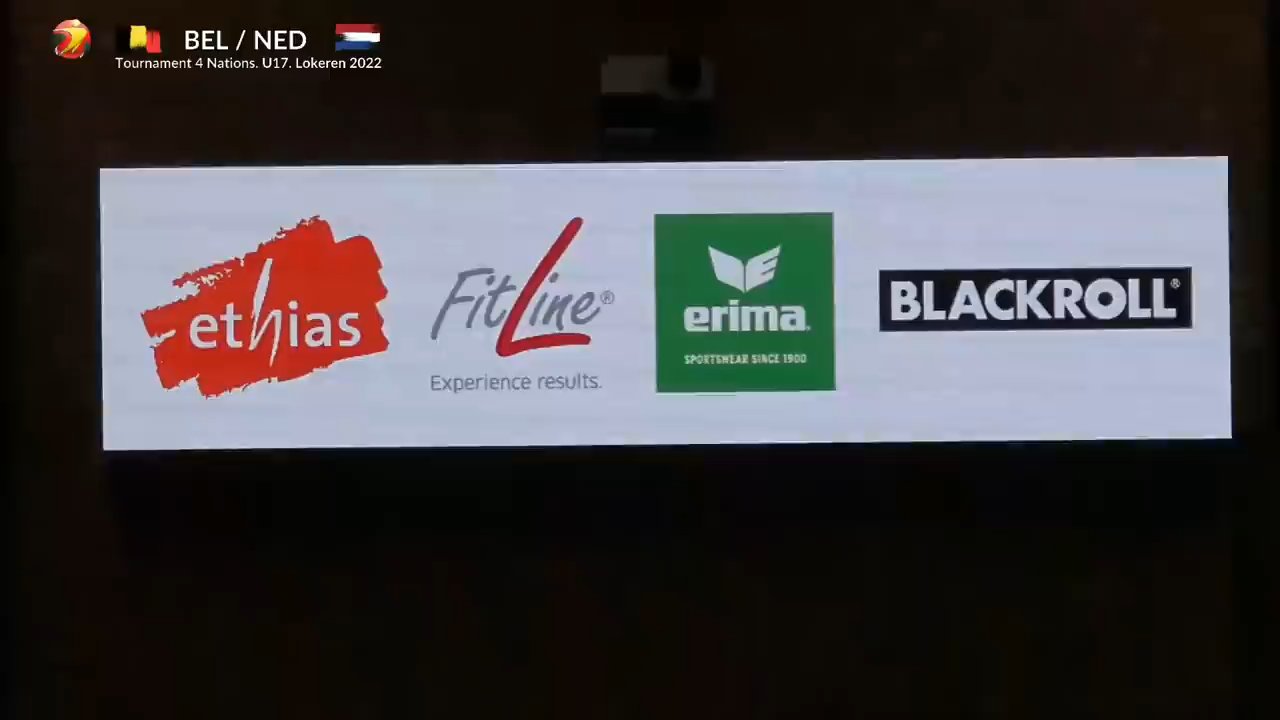 BEL / NED
Tournament 4 Nations. U17. Lokeren 2022
ethias
FitLine®
Experience results.
erima
SPORTSWEAR SINCE 1900
BLACKROLL®